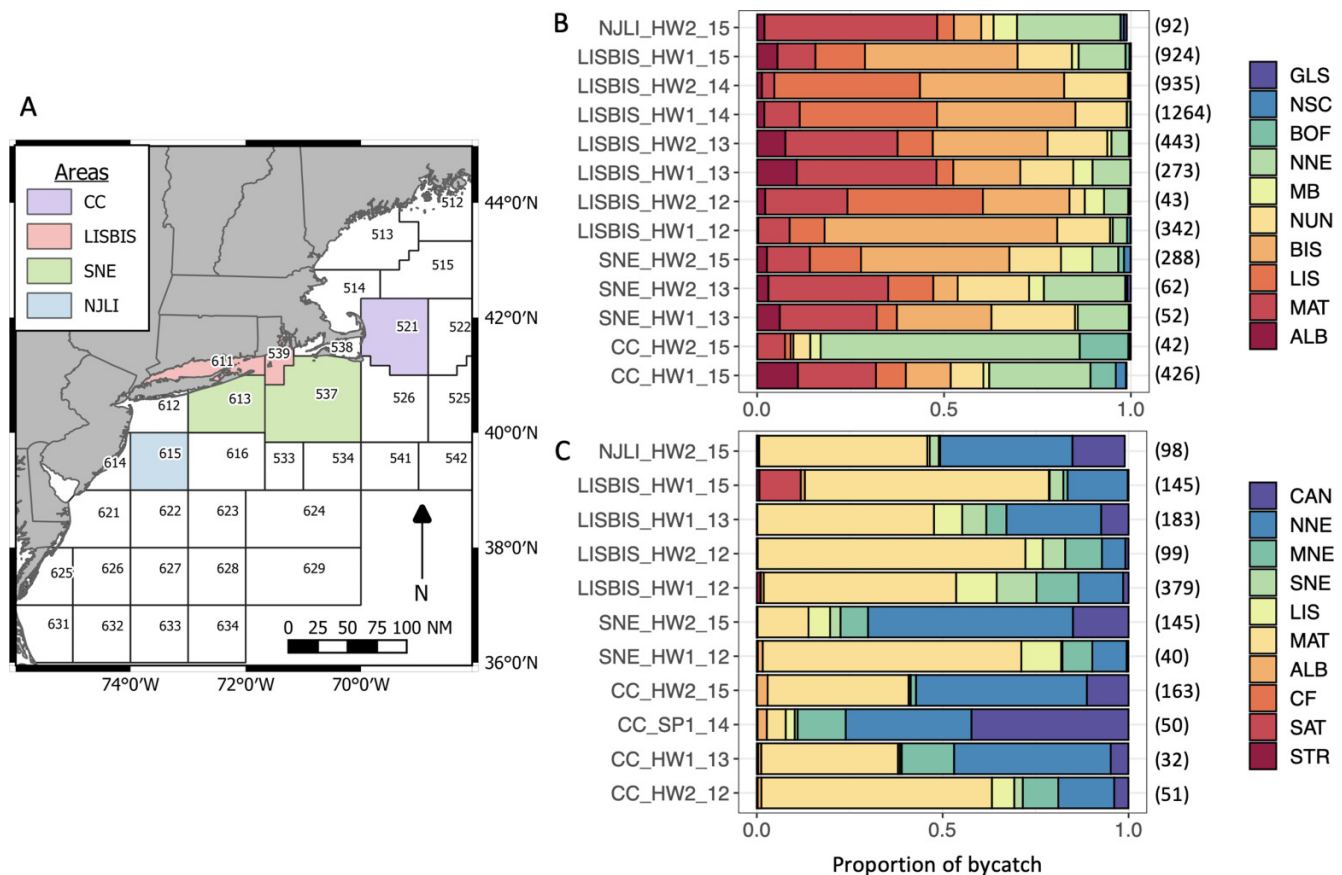 A
Areas
CC
LISBIS
SNE
NJLI
44°0'N
42°0'N
40°0'N
38°0'N
36°0'N
74°0'W
72°0'W
70°0'W
512
513
515
514
521
522
538
539
611
537
613
612
526
525
615
616
614
533
534
541
542
621
622
623
624
625
626
627
628
629
631
632
633
634
N
0 25 50 75 100 NM
B
NJLI_HW2_15 (92)
LISBIS_HW1_15 (924)
LISBIS_HW2_14 (935)
LISBIS_HW1_14 (1264)
LISBIS_HW2_13 (443)
LISBIS_HW1_13 (273)
LISBIS_HW2_12 (43)
LISBIS_HW1_12 (342)
SNE_HW2_15 (288)
SNE_HW2_13 (62)
SNE_HW1_13 (52)
CC_HW2_15 (42)
CC_HW1_15 (426)
0.0 0.5 1.0
GLS
NSC
BOF
NNE
MB
NUN
BIS
LIS
MAT
ALB
C
NJLI_HW2_15 (98)
LISBIS_HW1_15 (145)
LISBIS_HW1_13 (183)
LISBIS_HW2_12 (99)
LISBIS_HW1_12 (379)
SNE_HW2_15 (145)
SNE_HW1_12 (40)
CC_HW2_15 (163)
CC_SP1_14 (50)
CC_HW1_13 (32)
CC_HW2_12 (51)
0.0 0.5 1.0
Proportion of bycatch
CAN
NNE
MNE
SNE
LIS
MAT
ALB
CF
SAT
STR